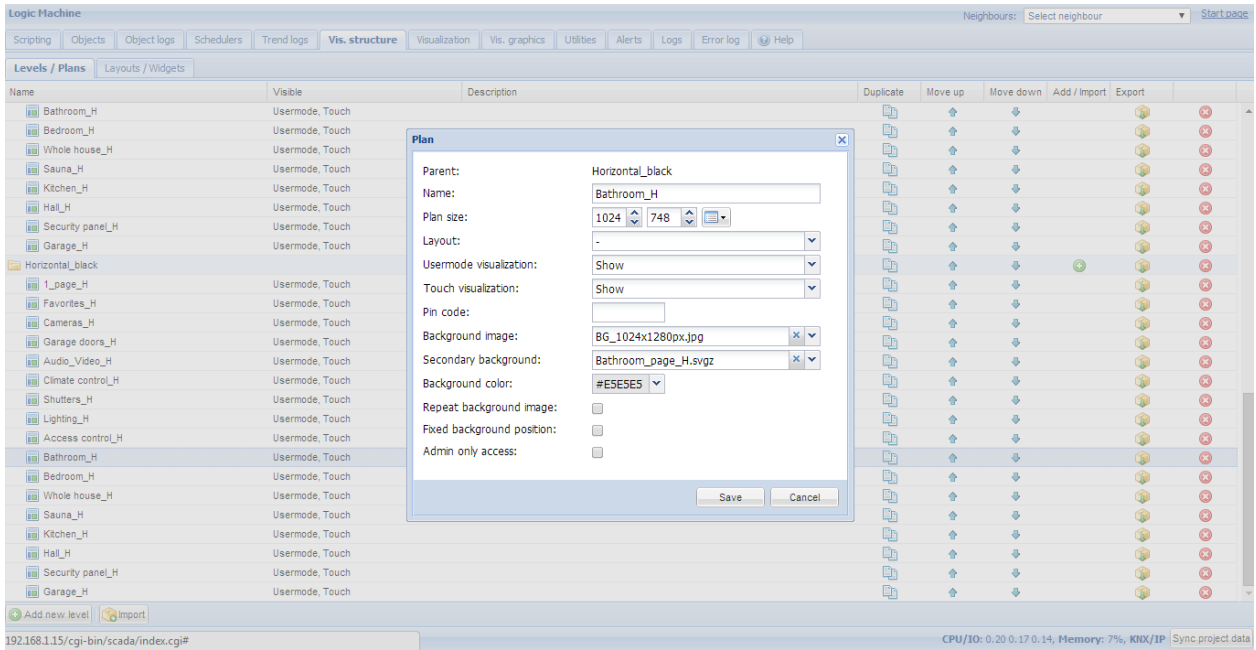 Logic Machine Neighbours: Select neighbour Start page
Scripting Objects Object logs Schedulers Trend logs Vis. structure Visualization Vis. graphics Utilities Alerts Logs Error log Help
Levels / Plans Layouts / Widgets
Name Visible Description Duplicate Move up Move down Add / Import Export
Bathroom_H Usermode, Touch
Bedroom_H Usermode, Touch
Whole house_H Usermode, Touch
Sauna_H Usermode, Touch
Kitchen_H Usermode, Touch
Hall_H Usermode, Touch
Security panel_H Usermode, Touch
Garage_H Usermode, Touch
Horizontal_black
1_page_H Usermode, Touch
Favorites_H Usermode, Touch
Cameras_H Usermode, Touch
Garage doors_H Usermode, Touch
Audio_Video_H Usermode, Touch
Climate control_H Usermode, Touch
Shutters_H Usermode, Touch
Lighting_H Usermode, Touch
Access control_H Usermode, Touch
Bathroom_H Usermode, Touch
Bedroom_H Usermode, Touch
Whole house_H Usermode, Touch
Sauna_H Usermode, Touch
Kitchen_H Usermode, Touch
Hall_H Usermode, Touch
Security panel_H Usermode, Touch
Garage_H Usermode, Touch
Plan
Parent: Horizontal_black
Name: Bathroom_H
Plan size: 1024 748
Layout: -
Usermode visualization: Show
Touch visualization: Show
Pin code:
Background image: BG_1024x1280px.jpg
Secondary background: Bathroom_page_H.svgz
Background color: #E5E5E5
Repeat background image:
Fixed background position:
Admin only access:
Save Cancel
Add new level Import
192.168.1.15/cgi-bin/scada/index.cgi# CPU/IO: 0.20 0.17 0.14, Memory: 7%, KNX/IP Sync project data